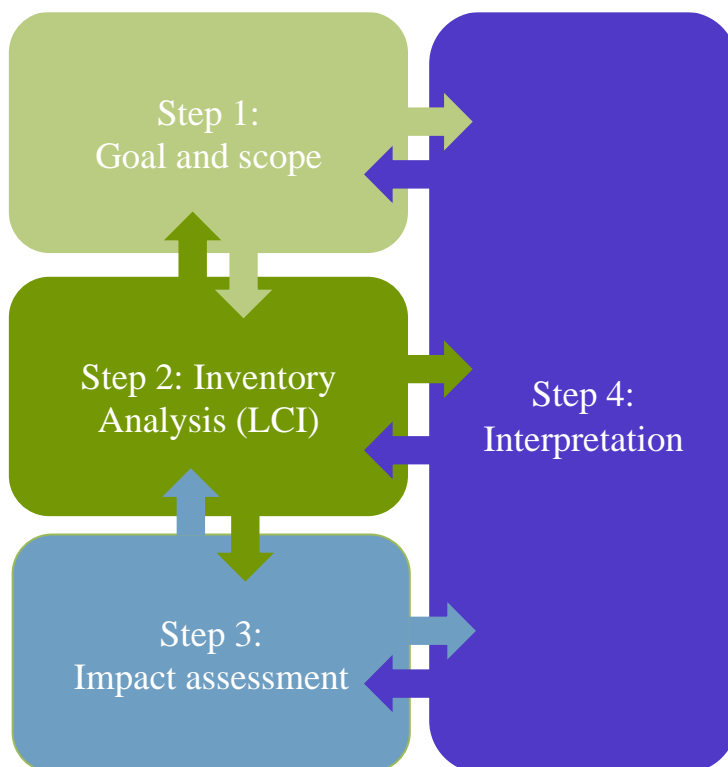 Step 1:
Goal and scope
Step 2: Inventory
Analysis (LCI)
Step 4:
Interpretation
Step 3:
Impact assessment